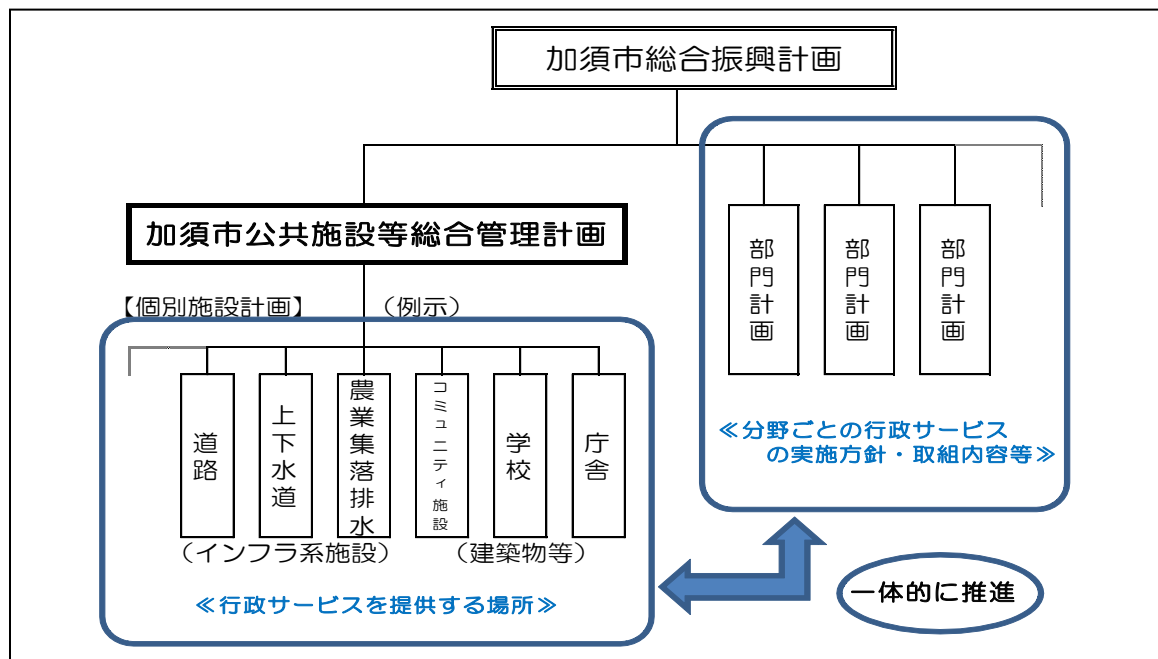 加須市総合振興計画
加須市公共施設等総合管理計画
部門計画
部門計画
部門計画
≪分野ごとの行政サービス
の実施方針・取組内容等≫
【個別施設計画】 （例示）
道路
上下水道
農業集落排水
コミュニティ施設
学校
庁舎
（インフラ系施設） （建築物等）
≪行政サービスを提供する場所≫
一体的に推進